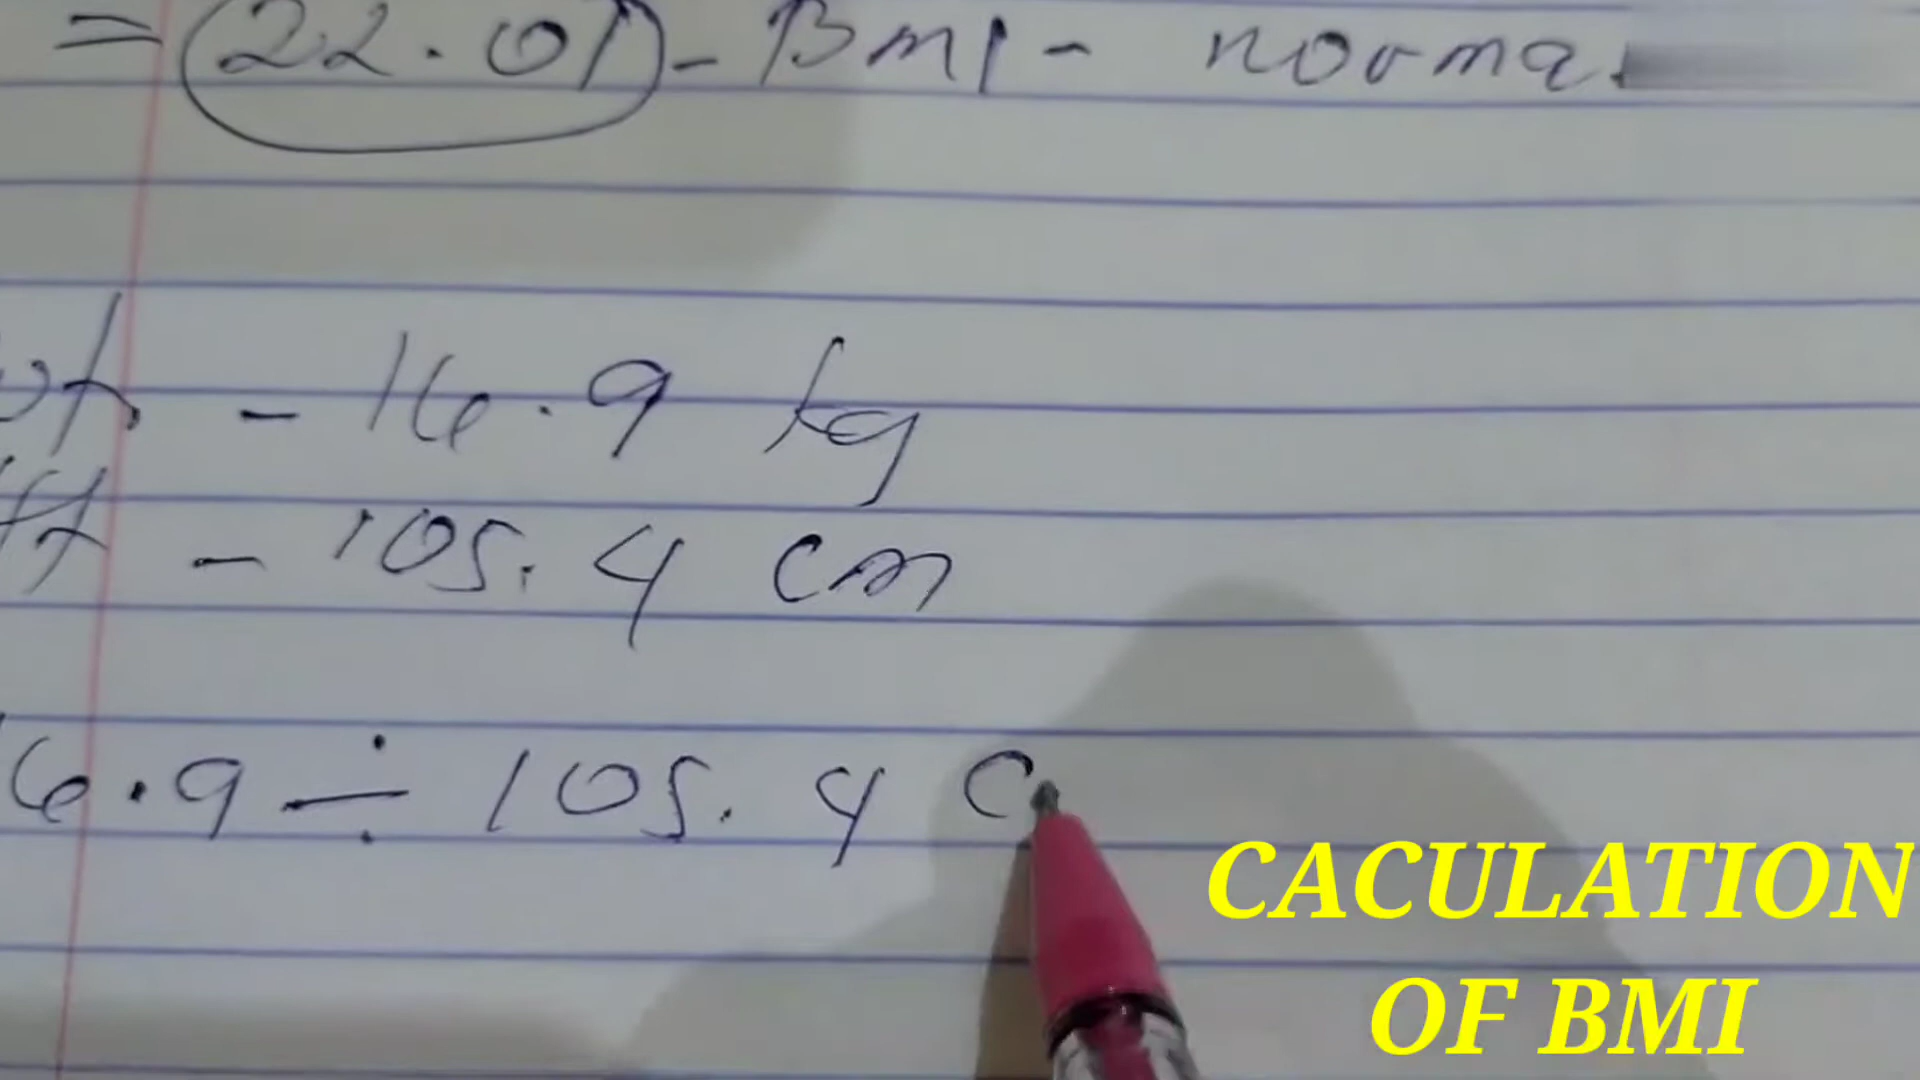 = 22.01 - BMI - norma
wt - 16.9 kg
Ht - 105.4 cm
6.9 ÷ 105.4 c
CACULATION
OF BMI